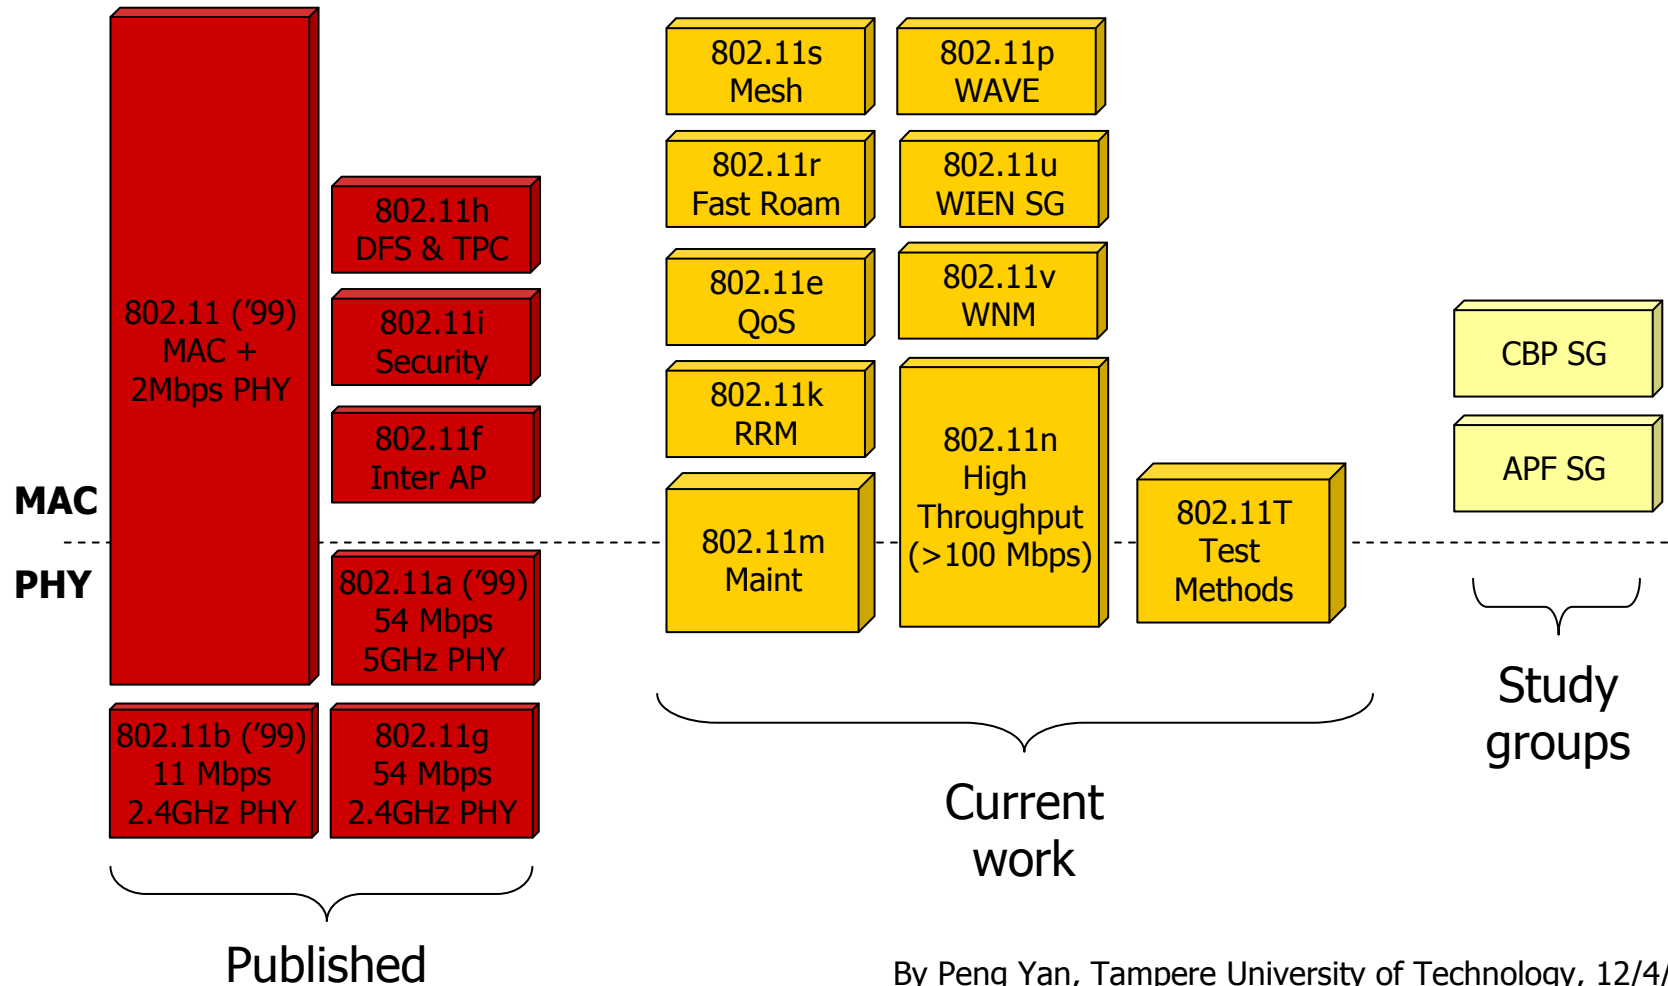 802.11 (’99)
MAC +
2Mbps PHY
802.11h
DFS & TPC
802.11i
Security
802.11f
Inter AP
MAC
PHY
802.11a (’99)
54 Mbps
5GHz PHY
802.11b (’99)
11 Mbps
2.4GHz PHY
802.11g
54 Mbps
2.4GHz PHY
Published
802.11s
Mesh
802.11p
WAVE
802.11r
Fast Roam
802.11u
WIEN SG
802.11e
QoS
802.11v
WNM
802.11k
RRM
802.11n
High
Throughput
(>100 Mbps)
802.11m
Maint
802.11T
Test
Methods
Current
work
CBP SG
APF SG
Study
groups
By Peng Yan, Tampere University of Technology, 12/4/